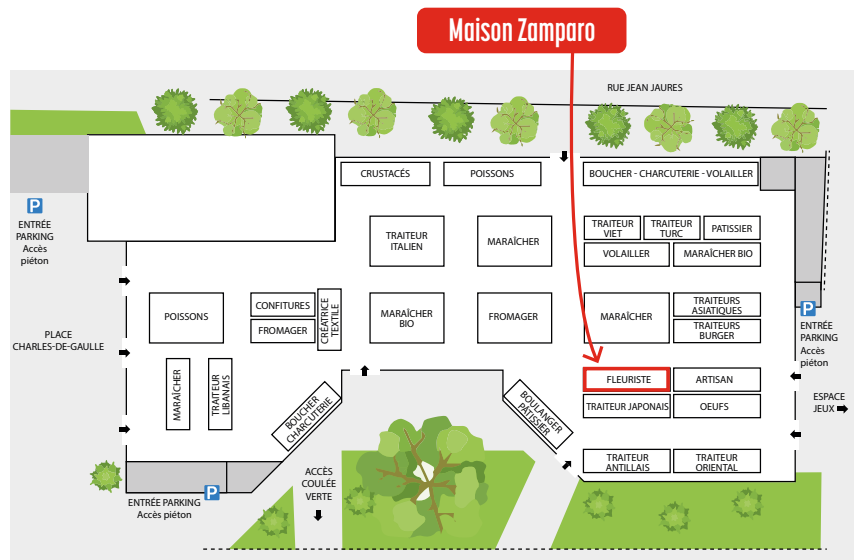 Maison Zamparo
RUE JEAN JAURES
CRUSTACÉS
POISSONS
BOUCHER - CHARCUTERIE - VOLAILLER
P
ENTRÉE
PARKING
Accès
piéton
TRAITEUR
ITALIEN
MARAÎCHER
TRAITEUR
VIET
TRAITEUR
TURC
PATISSIER
VOLAILLER
MARAÎCHER BIO
POISSONS
CONFITURES
FROMAGER
CRÉATRICE
TEXTILE
MARAÎCHER
BIO
FROMAGER
MARAÎCHER
TRAITEURS
ASIATIQUES
TRAITEURS
BURGER
P
ENTRÉE
PARKING
Accès
piéton
PLACE
CHARLES-DE-GAULLE
MARAÎCHER
TRAITEUR
LIBANAIS
BOUCHER
CHARCUTERIE
BOULANGER
PÂTISSIER
FLEURISTE
ARTISAN
TRAITEUR JAPONAIS
OEUFS
ESPACE
JEUX
TRAITEUR
ANTILLAIS
TRAITEUR
ORIENTAL
P
ENTRÉE PARKING
Accès piéton
ACCÈS
COULÉE
VERTE